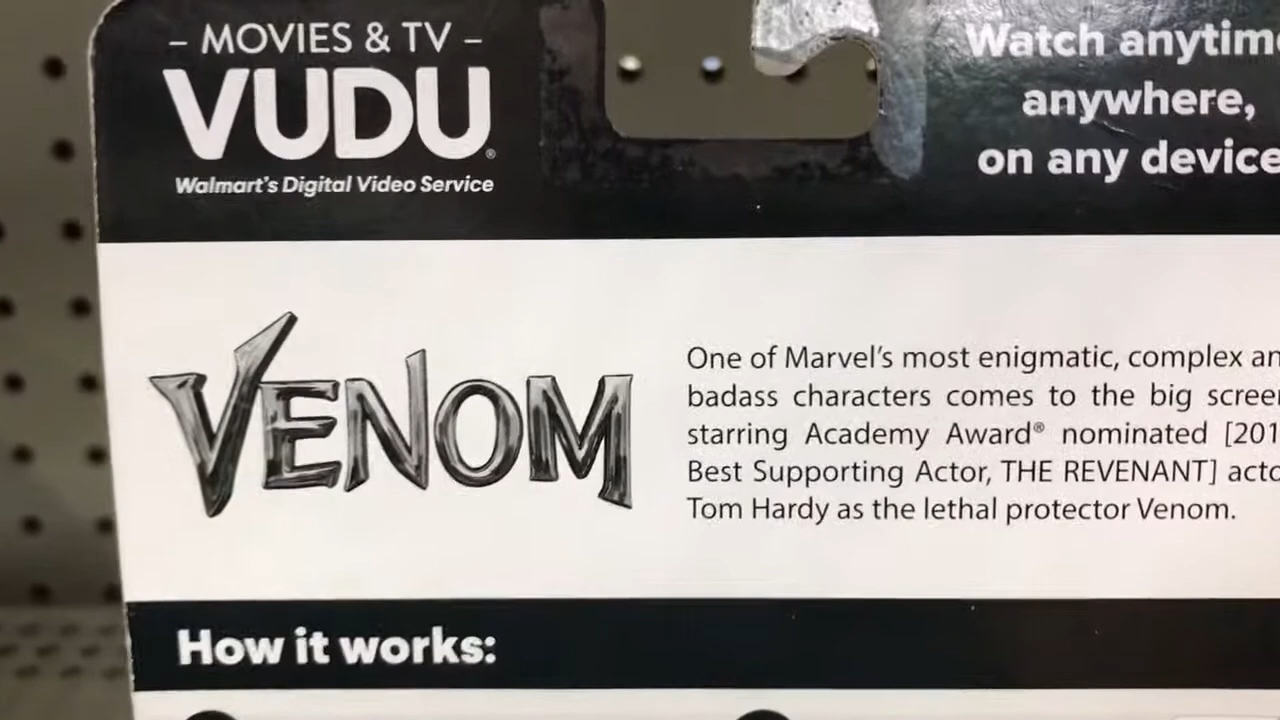 – MOVIES & TV –
VUDU®
Walmart's Digital Video Service
Watch anytim
anywhere,
on any device
VENOM
One of Marvel's most enigmatic, complex an
badass characters comes to the big screen
starring Academy Award® nominated [201
Best Supporting Actor, THE REVENANT] acto
Tom Hardy as the lethal protector Venom.
How it works: